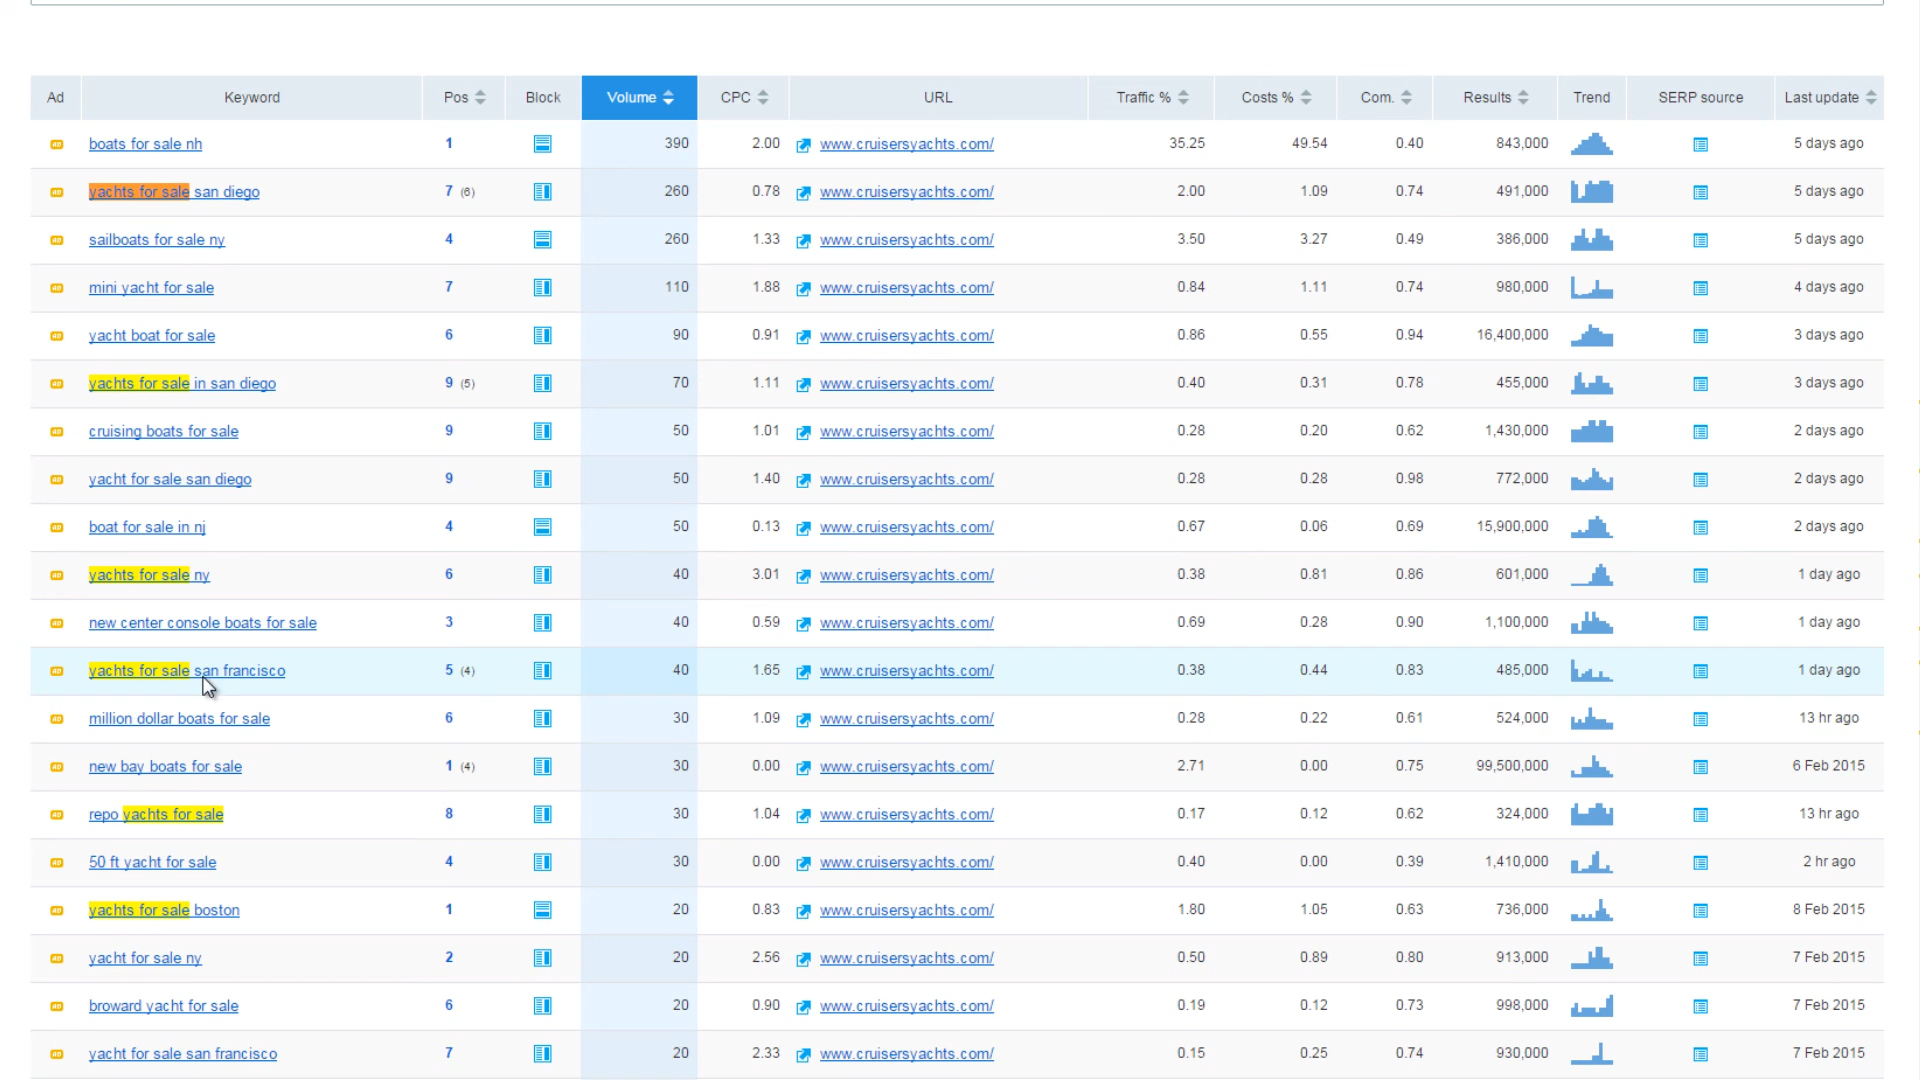 Ad Keyword Pos Block Volume CPC URL Traffic % Costs % Com. Results Trend SERP source Last update
boats for sale nh 1 390 2.00 www.cruisersyachts.com/ 35.25 49.54 0.40 843,000 5 days ago
yachts for sale san diego 7 (6) 260 0.78 www.cruisersyachts.com/ 2.00 1.09 0.74 491,000 5 days ago
sailboats for sale ny 4 260 1.33 www.cruisersyachts.com/ 3.50 3.27 0.49 386,000 5 days ago
mini yacht for sale 7 110 1.88 www.cruisersyachts.com/ 0.84 1.11 0.74 980,000 4 days ago
yacht boat for sale 6 90 0.91 www.cruisersyachts.com/ 0.86 0.55 0.94 16,400,000 3 days ago
yachts for sale in san diego 9 (5) 70 1.11 www.cruisersyachts.com/ 0.40 0.31 0.78 455,000 3 days ago
cruising boats for sale 9 50 1.01 www.cruisersyachts.com/ 0.28 0.20 0.62 1,430,000 2 days ago
yacht for sale san diego 9 50 1.40 www.cruisersyachts.com/ 0.28 0.28 0.98 772,000 2 days ago
boat for sale in nj 4 50 0.13 www.cruisersyachts.com/ 0.67 0.06 0.69 15,900,000 2 days ago
yachts for sale ny 6 40 3.01 www.cruisersyachts.com/ 0.38 0.81 0.86 601,000 1 day ago
new center console boats for sale 3 40 0.59 www.cruisersyachts.com/ 0.69 0.28 0.90 1,100,000 1 day ago
yachts for sale san francisco 5 (4) 40 1.65 www.cruisersyachts.com/ 0.38 0.44 0.83 485,000 1 day ago
million dollar boats for sale 6 30 1.09 www.cruisersyachts.com/ 0.28 0.22 0.61 524,000 13 hr ago
new bay boats for sale 1 (4) 30 0.00 www.cruisersyachts.com/ 2.71 0.00 0.75 99,500,000 6 Feb 2015
repo yachts for sale 8 30 1.04 www.cruisersyachts.com/ 0.17 0.12 0.62 324,000 13 hr ago
50 ft yacht for sale 4 30 0.00 www.cruisersyachts.com/ 0.40 0.00 0.39 1,410,000 2 hr ago
yachts for sale boston 1 20 0.83 www.cruisersyachts.com/ 1.80 1.05 0.63 736,000 8 Feb 2015
yacht for sale ny 2 20 2.56 www.cruisersyachts.com/ 0.50 0.89 0.80 913,000 7 Feb 2015
broward yacht for sale 6 20 0.90 www.cruisersyachts.com/ 0.19 0.12 0.73 998,000 7 Feb 2015
yacht for sale san francisco 7 20 2.33 www.cruisersyachts.com/ 0.15 0.25 0.74 930,000 7 Feb 2015